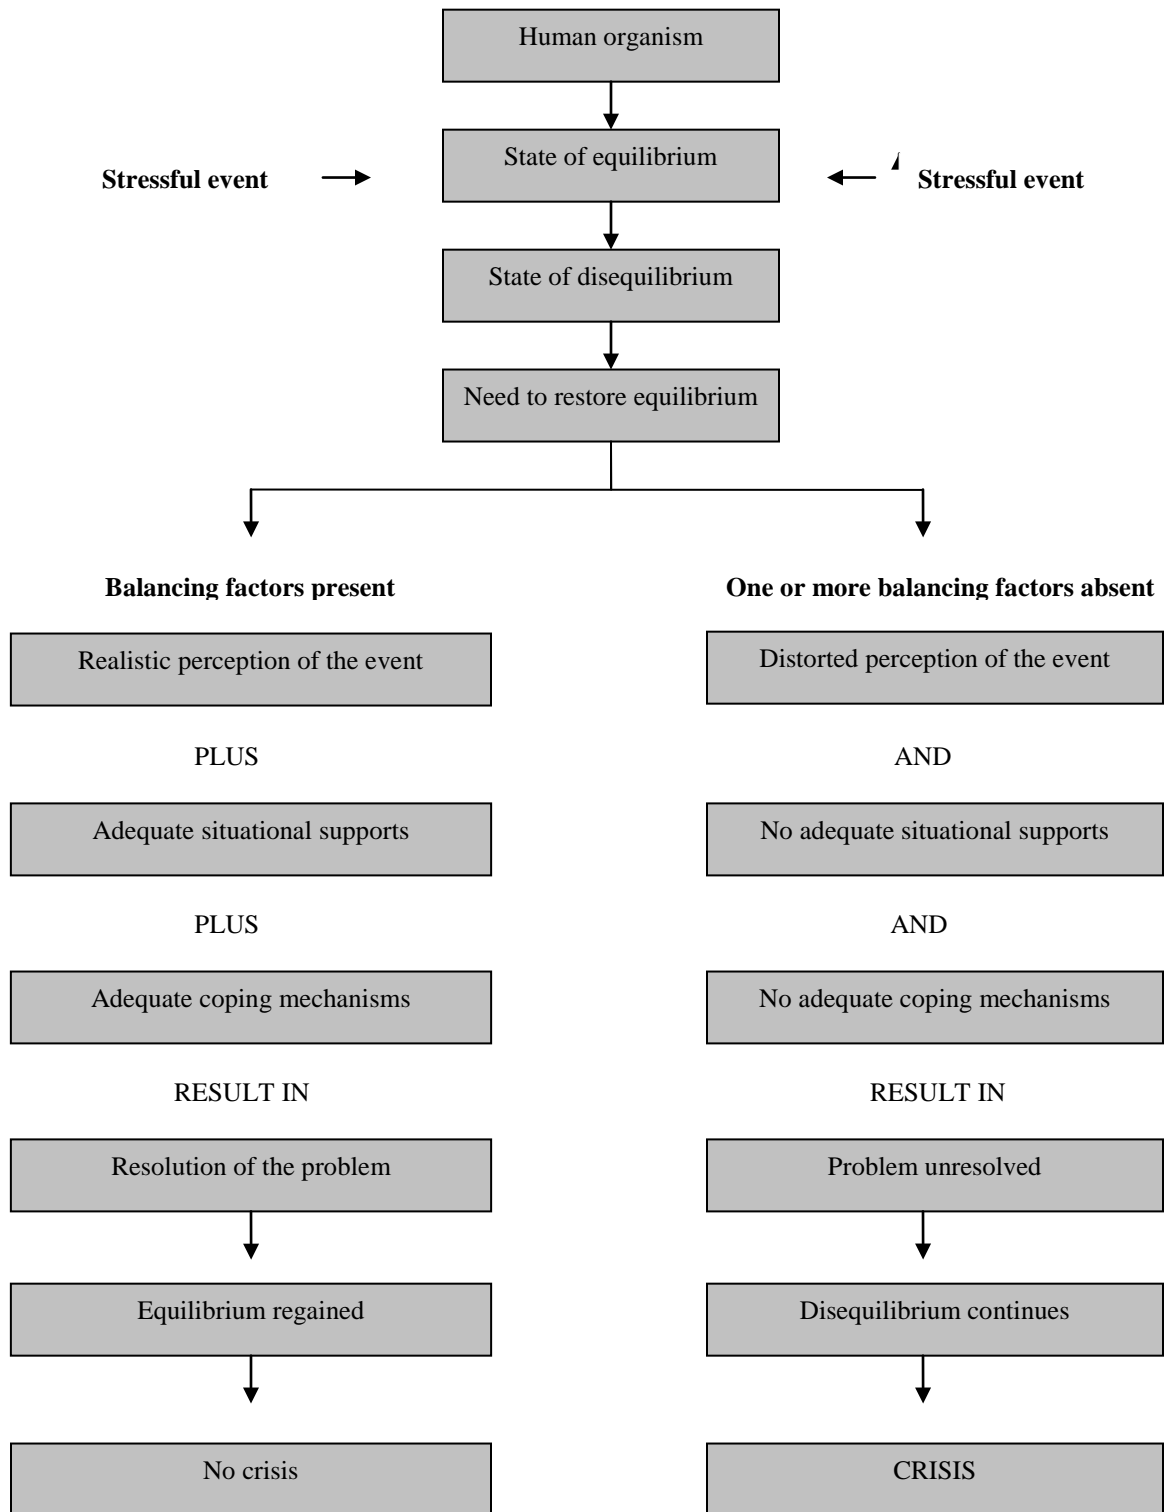 Human organism
State of equilibrium
Stressful event
Stressful event
State of disequilibrium
Need to restore equilibrium
Balancing factors present
Realistic perception of the event
PLUS
Adequate situational supports
PLUS
Adequate coping mechanisms
RESULT IN
Resolution of the problem
Equilibrium regained
No crisis
One or more balancing factors absent
Distorted perception of the event
AND
No adequate situational supports
AND
No adequate coping mechanisms
RESULT IN
Problem unresolved
Disequilibrium continues
CRISIS